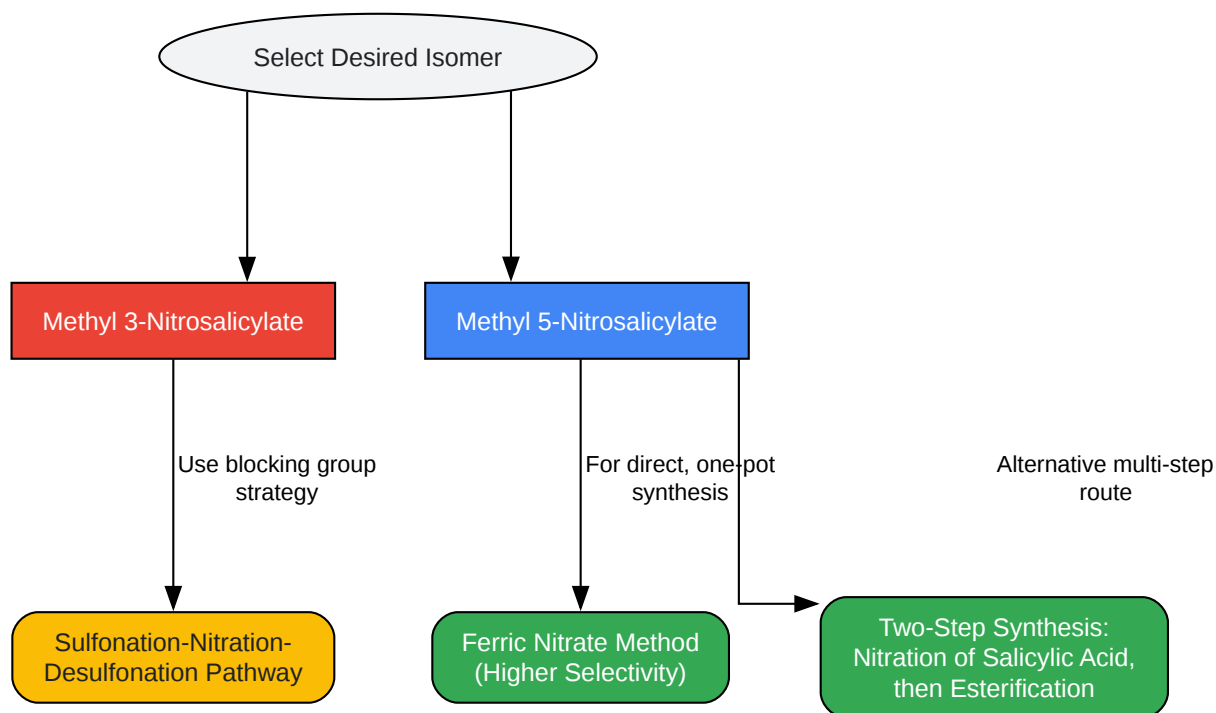 Select Desired Isomer
Methyl 3-Nitrosalicylate
Methyl 5-Nitrosalicylate
Use blocking group
strategy
For direct, one-pot
synthesis
Alternative multi-step
route
Sulfonation-Nitration-
Desulfonation Pathway
Ferric Nitrate Method
(Higher Selectivity)
Two-Step Synthesis:
Nitration of Salicylic Acid,
then Esterification